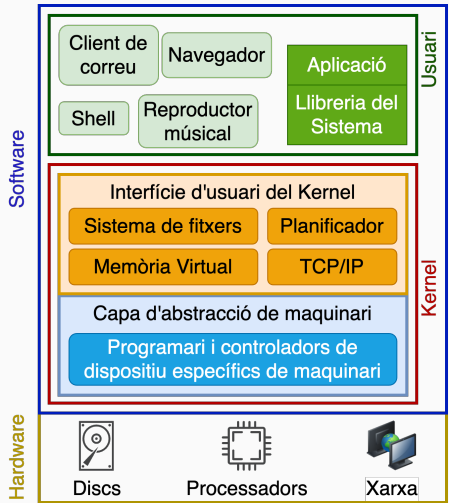 Client de
correu
Navegador
Shell
Reproductor
músical
Aplicació
Llibreria del
Sistema
Usuari
Software
Interfície d'usuari del Kernel
Sistema de fitxers
Planificador
Memòria Virtual
TCP/IP
Capa d'abstracció de maquinari
Programari i controladors de
dispositiu específics de maquinari
Kernel
Hardware
Discs
Processadors
Xarxa